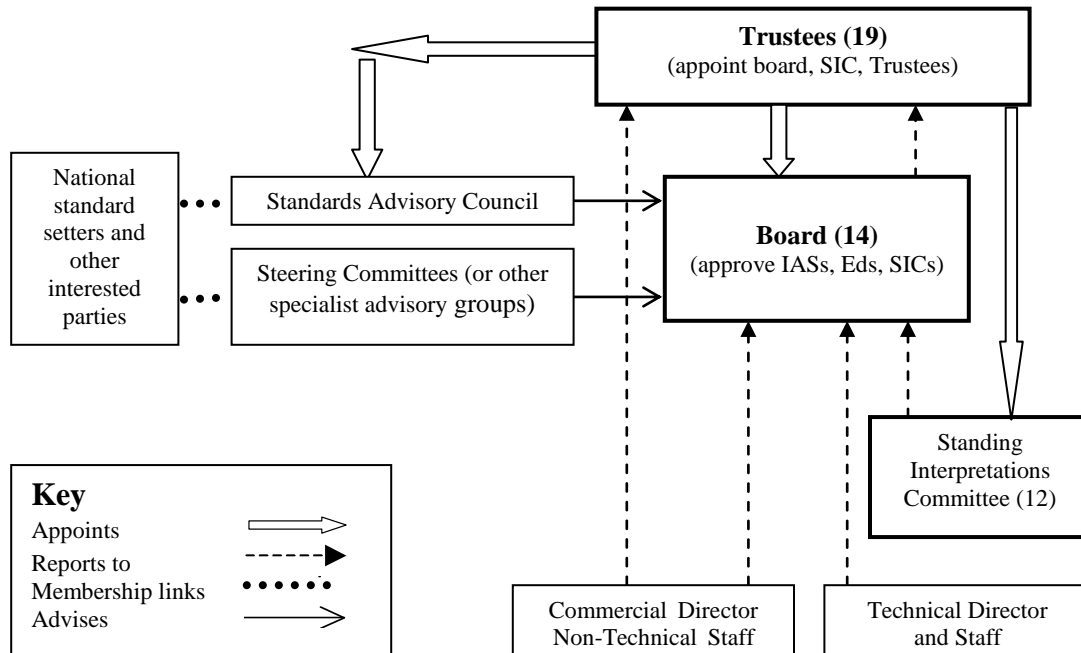 Trustees (19)
(appoint board, SIC, Trustees)
National
standard
setters and
other
interested
parties
Standards Advisory Council
Steering Committees (or other
specialist advisory groups)
Board (14)
(approve IASs, Eds, SICs)
Standing
Interpretations
Committee (12)
Key
Appoints
Reports to
Membership links
Advises
Commercial Director
Non-Technical Staff
Technical Director
and Staff